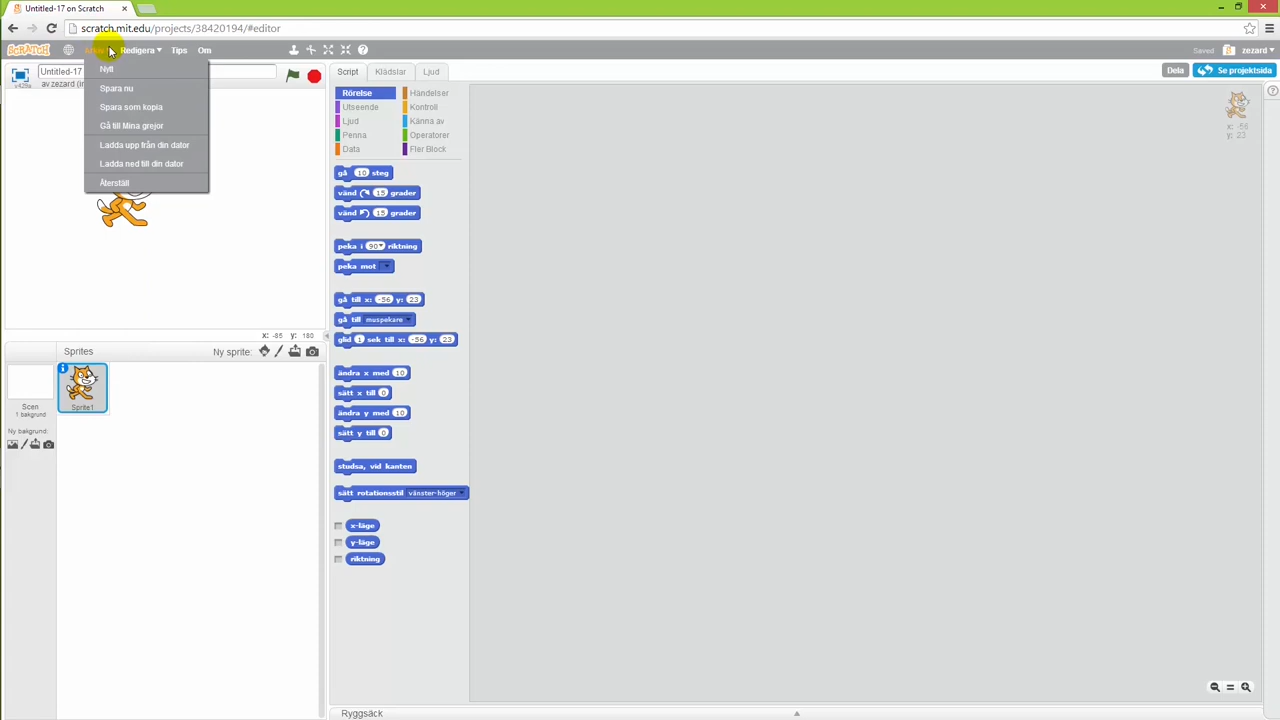 Untitled-17 on Scratch
scratch.mit.edu/projects/38420194/#editor
SCRATCH Arkiv Redigera Tips Om Saved zezard
Untitled-17
av zezard
v429a
Nytt
Spara nu
Spara som kopia
Gå till Mina grejor
Ladda upp från din dator
Ladda ned till din dator
Återställ
x: -85 y: 180
Sprites Ny sprite:
Sprite1
Scen
1 bakgrund
Ny bakgrund:
Script Klädslar Ljud
Dela Se projektsida
Rörelse Händelser
Utseende Kontroll
Ljud Känna av
Penna Operatorer
Data Fler Block
gå 10 steg
vänd 15 grader
vänd 15 grader
peka i 90 riktning
peka mot
gå till x: -56 y: 23
gå till muspekare
glid 1 sek till x: -56 y: 23
ändra x med 10
sätt x till 0
ändra y med 10
sätt y till 0
studsa, vid kanten
sätt rotationsstil vänster-höger
x-läge
y-läge
riktning
x: -56
y: 23
Ryggsäck